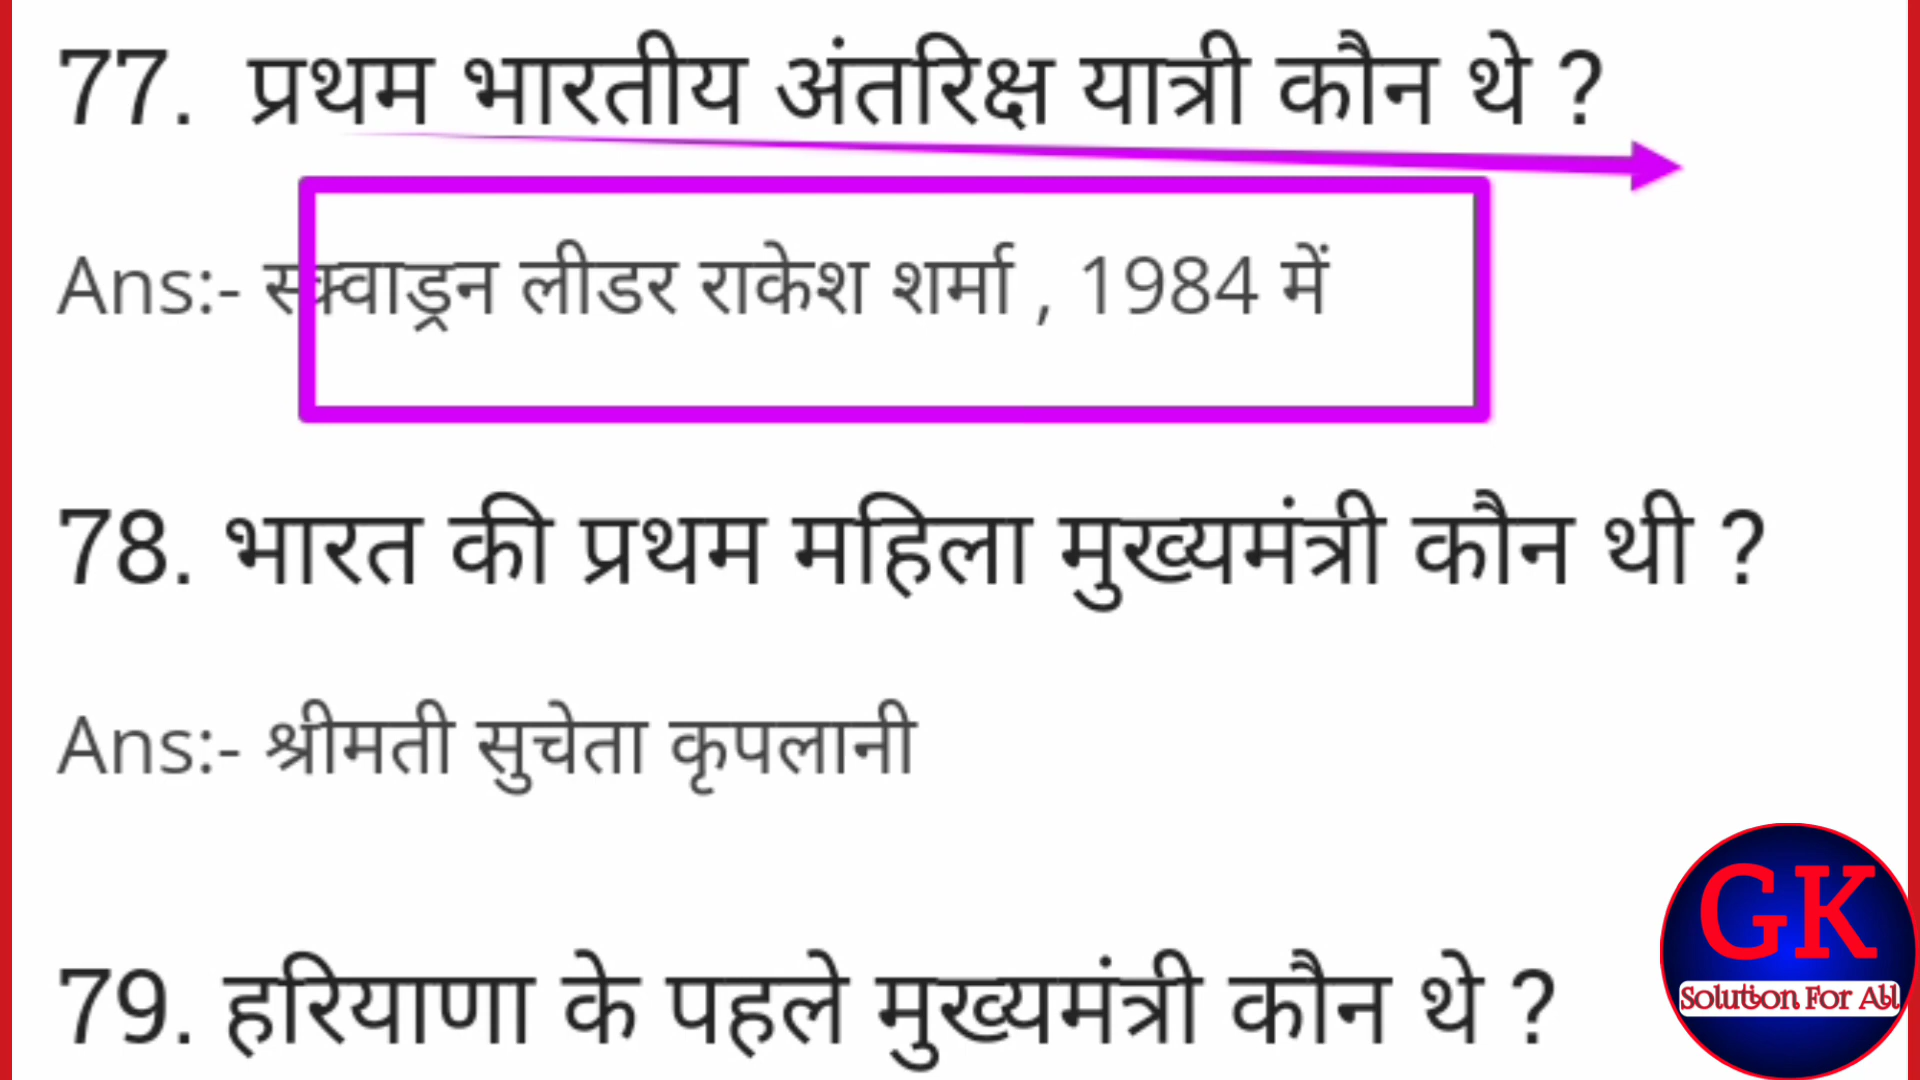 77. प्रथम भारतीय अंतरिक्ष यात्री कौन थे ?
Ans:- स्क्वाड्रन लीडर राकेश शर्मा , 1984 में
78. भारत की प्रथम महिला मुख्यमंत्री कौन थी ?
Ans:- श्रीमती सुचेता कृपलानी
79. हरियाणा के पहले मुख्यमंत्री कौन थे ?
GK
Solution For All